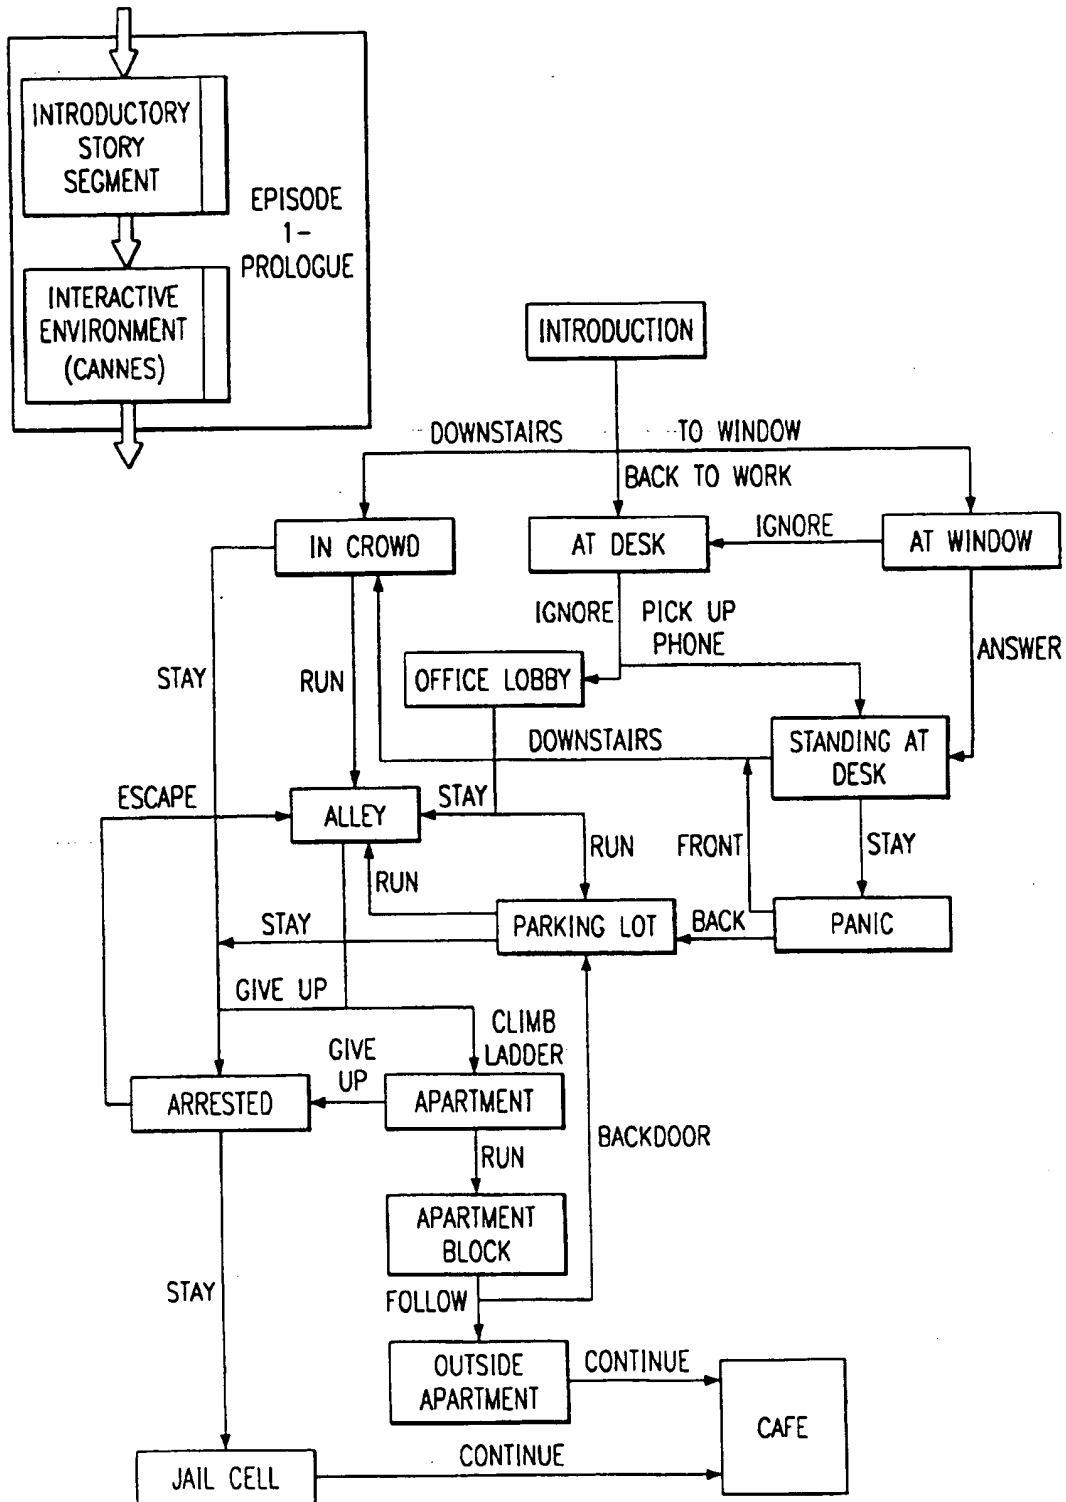 INTRODUCTORY
STORY
SEGMENT
EPISODE
1-
PROLOGUE
INTERACTIVE
ENVIRONMENT
(CANNES)
INTRODUCTION
DOWNSTAIRS
TO WINDOW
BACK TO WORK
IN CROWD
AT DESK
IGNORE
AT WINDOW
IGNORE
PICK UP
PHONE
ANSWER
STAY
RUN
OFFICE LOBBY
DOWNSTAIRS
STANDING AT
DESK
ESCAPE
ALLEY
STAY
RUN
FRONT
STAY
RUN
STAY
PARKING LOT
BACK
PANIC
GIVE UP
CLIMB
LADDER
GIVE
UP
ARRESTED
APARTMENT
BACKDOOR
RUN
APARTMENT
BLOCK
STAY
FOLLOW
OUTSIDE
APARTMENT
CONTINUE
CAFE
JAIL CELL
CONTINUE